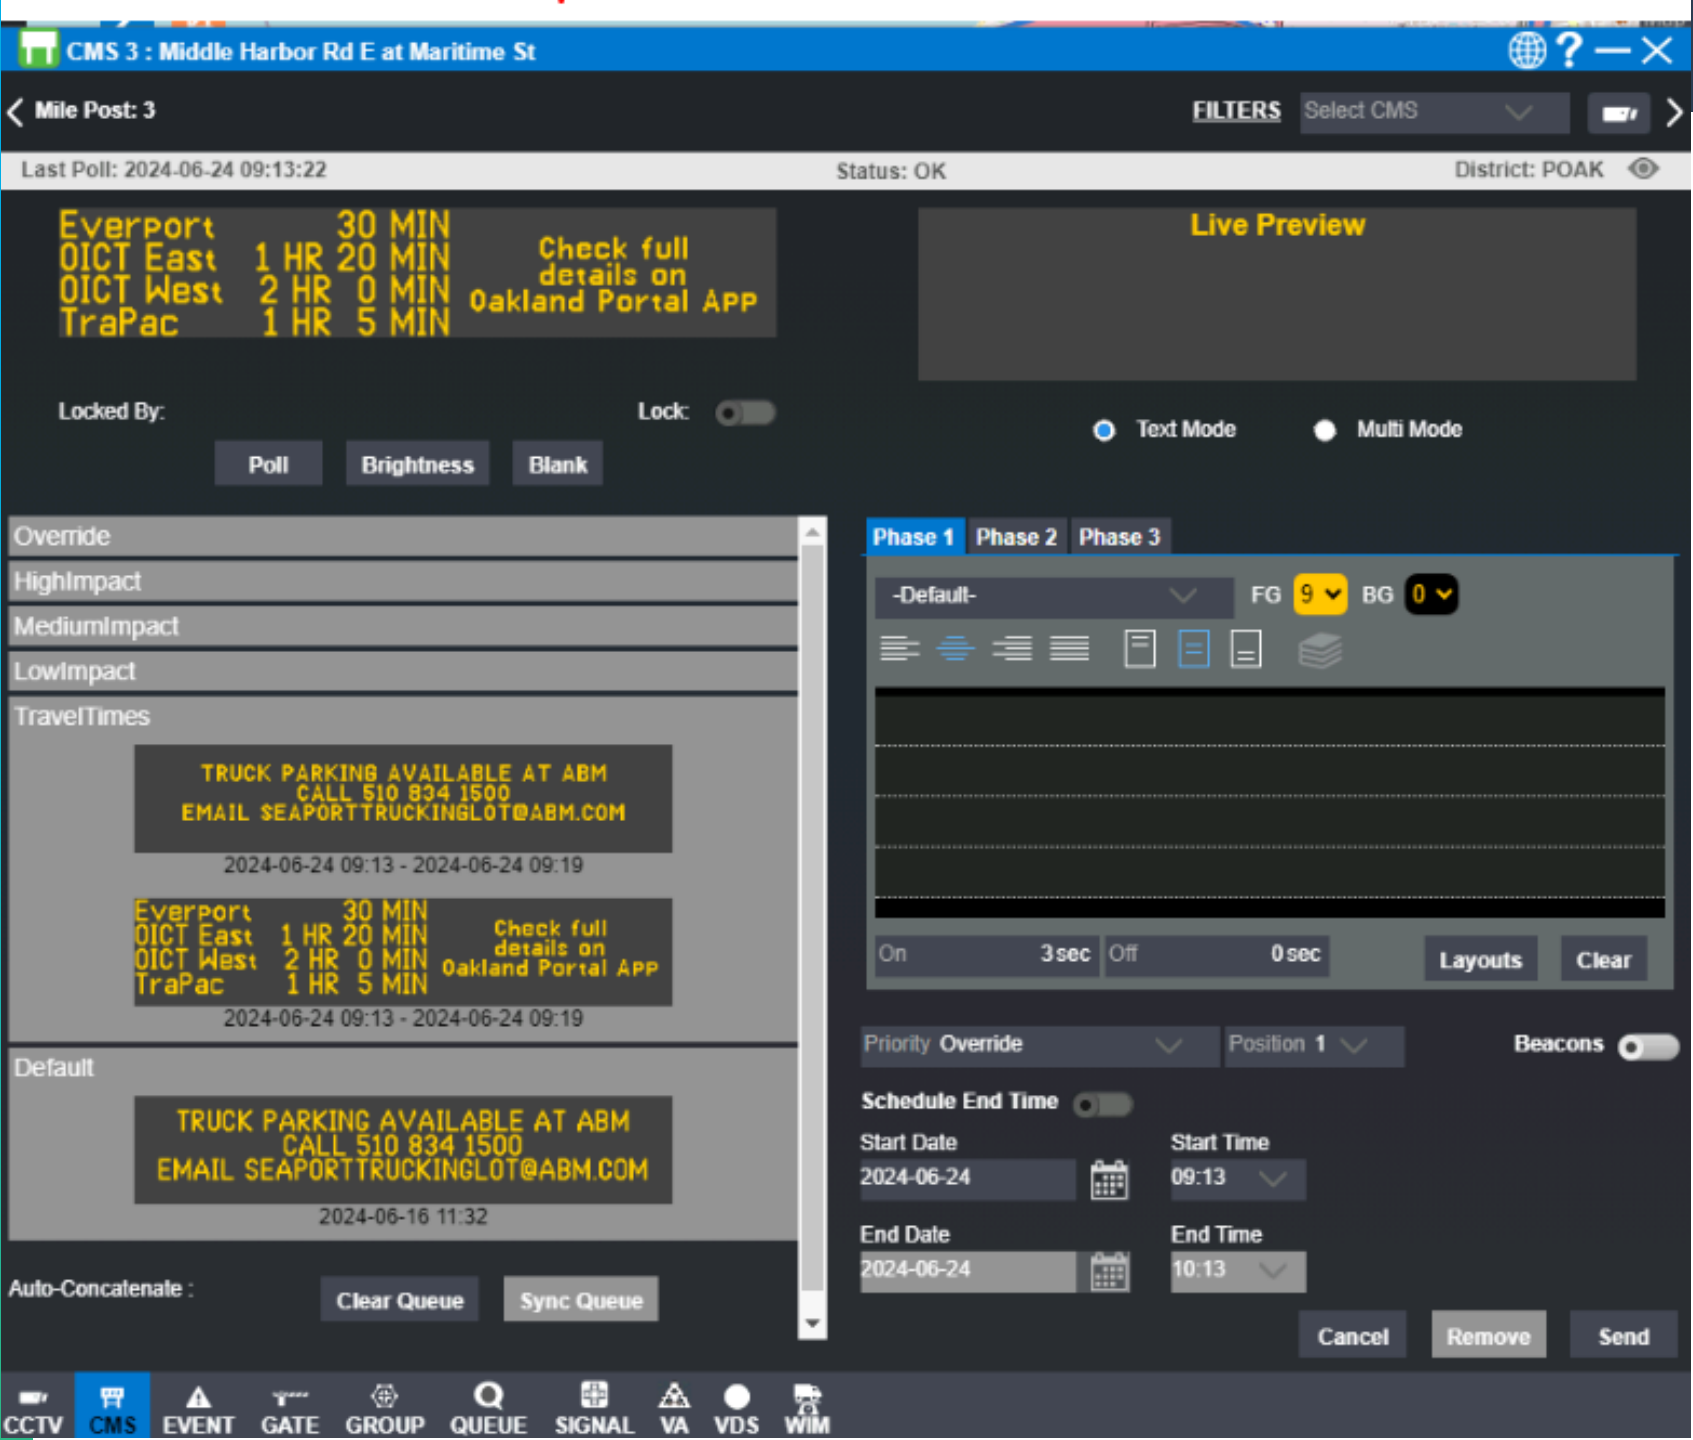 CMS 3 : Middle Harbor Rd E at Maritime St
?
Mile Post: 3
FILTERS Select CMS
Last Poll: 2024-06-24 09:13:22 Status: OK District: POAK
Everport 30 MIN
OICT East 1 HR 20 MIN
OICT West 2 HR 0 MIN
TraPac 1 HR 5 MIN
Check full
details on
Oakland Portal App
Live Preview
Locked By: Lock:
Text Mode Multi Mode
Poll Brightness Blank
Override
HighImpact
MediumImpact
LowImpact
TravelTimes
TRUCK PARKING AVAILABLE AT ABM
CALL 510 834 1500
EMAIL SEAPORTTRUCKINGLOT@ABM.COM
2024-06-24 09:13 - 2024-06-24 09:19
Everport 30 MIN
OICT East 1 HR 20 MIN
OICT West 2 HR 0 MIN
TraPac 1 HR 5 MIN
Check full
details on
Oakland Portal App
2024-06-24 09:13 - 2024-06-24 09:19
Default
TRUCK PARKING AVAILABLE AT ABM
CALL 510 834 1500
EMAIL SEAPORTTRUCKINGLOT@ABM.COM
2024-06-16 11:32
Auto-Concatenate : Clear Queue Sync Queue
Phase 1 Phase 2 Phase 3
-Default- FG 9 BG 0
On 3 sec Off 0 sec Layouts Clear
Priority Override Position 1 Beacons
Schedule End Time
Start Date Start Time
2024-06-24 09:13
End Date End Time
2024-06-24 10:13
Cancel Remove Send
CCTV CMS EVENT GATE GROUP QUEUE SIGNAL VA VDS WIM